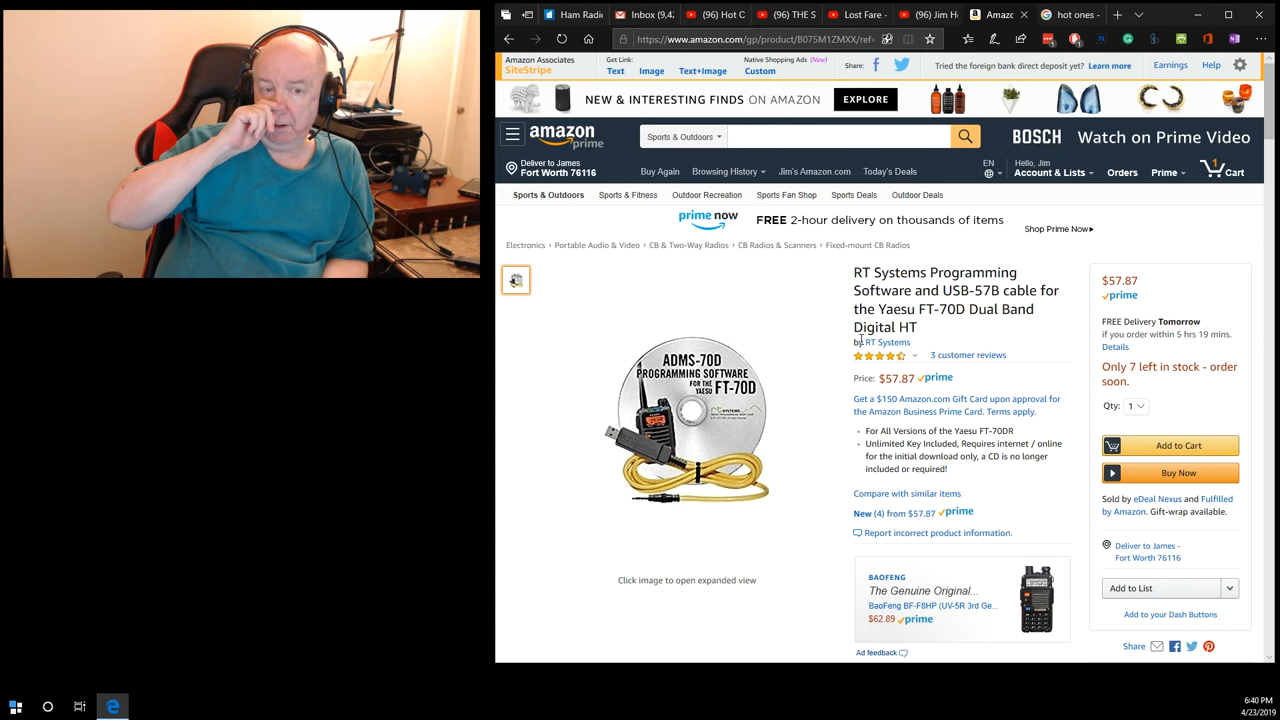 Ham Radi
Inbox (9,4
(96) Hot C
(96) THE S
Lost Fare -
(96) Jim H
Amazc
hot ones -
https://www.amazon.com/gp/product/B075M1ZMXX/ref=
Amazon Associates
SiteStripe
Get Link:
Text
Image
Text+Image
Native Shopping Ads (New)
Custom
Share:
Tried the foreign bank direct deposit yet? Learn more
Earnings
Help
NEW & INTERESTING FINDS ON AMAZON
EXPLORE
amazon
prime
Sports & Outdoors
BOSCH Watch on Prime Video
Deliver to James
Fort Worth 76116
Buy Again
Browsing History
Jim's Amazon.com
Today's Deals
EN
Hello, Jim
Account & Lists
Orders
Prime
1
Cart
Sports & Outdoors
Sports & Fitness
Outdoor Recreation
Sports Fan Shop
Sports Deals
Outdoor Deals
prime now
FREE 2-hour delivery on thousands of items
Shop Prime Now
Electronics › Portable Audio & Video › CB & Two-Way Radios › CB Radios & Scanners › Fixed-mount CB Radios
ADMS-70D
PROGRAMMING SOFTWARE
FOR THE
YAESU
FT-70D
Click image to open expanded view
RT Systems Programming
Software and USB-57B cable for
the Yaesu FT-70D Dual Band
Digital HT
by RT Systems
3 customer reviews
Price: $57.87 prime
Get a $150 Amazon.com Gift Card upon approval for
the Amazon Business Prime Card. Terms apply.
For All Versions of the Yaesu FT-70DR
Unlimited Key Included, Requires internet / online
for the initial download only, a CD is no longer
included or required!
Compare with similar items
New (4) from $57.87 prime
Report incorrect product information.
BAOFENG
The Genuine Original...
BaoFeng BF-F8HP (UV-5R 3rd Ge...
$62.89 prime
Ad feedback
$57.87
prime
FREE Delivery Tomorrow
if you order within 5 hrs 19 mins.
Details
Only 7 left in stock - order
soon.
Qty: 1
Add to Cart
Buy Now
Sold by eDeal Nexus and Fulfilled
by Amazon. Gift-wrap available.
Deliver to James -
Fort Worth 76116
Add to List
Add to your Dash Buttons
Share
6:40 PM
4/23/2019